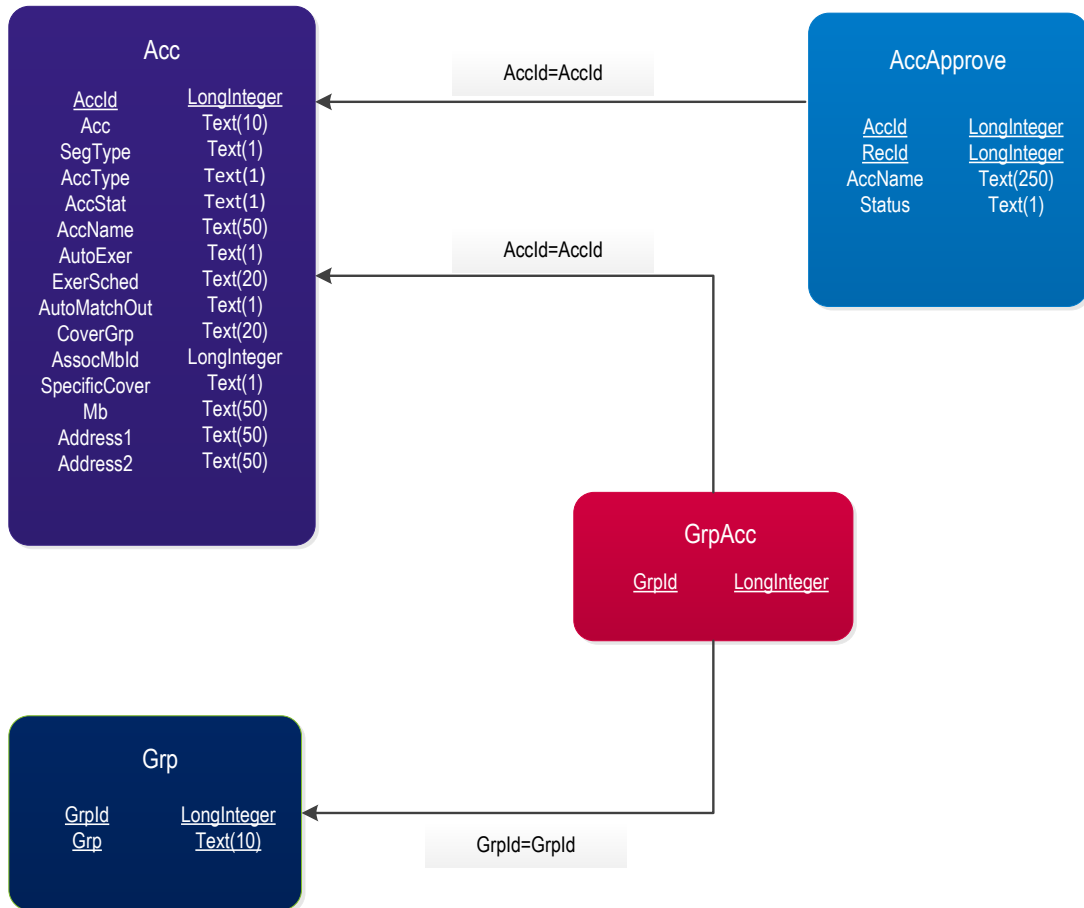 Acc
AccId LongInteger
Acc Text(10)
SegType Text(1)
AccType Text(1)
AccStat Text(1)
AccName Text(50)
AutoExer Text(1)
ExerSched Text(20)
AutoMatchOut Text(1)
CoverGrp Text(20)
AssocMbId LongInteger
SpecificCover Text(1)
Mb Text(50)
Address1 Text(50)
Address2 Text(50)
AccId=AccId
AccApprove
AccId LongInteger
RecId LongInteger
AccName Text(250)
Status Text(1)
AccId=AccId
GrpAcc
GrpId LongInteger
Grp
GrpId LongInteger
Grp Text(10)
GrpId=GrpId